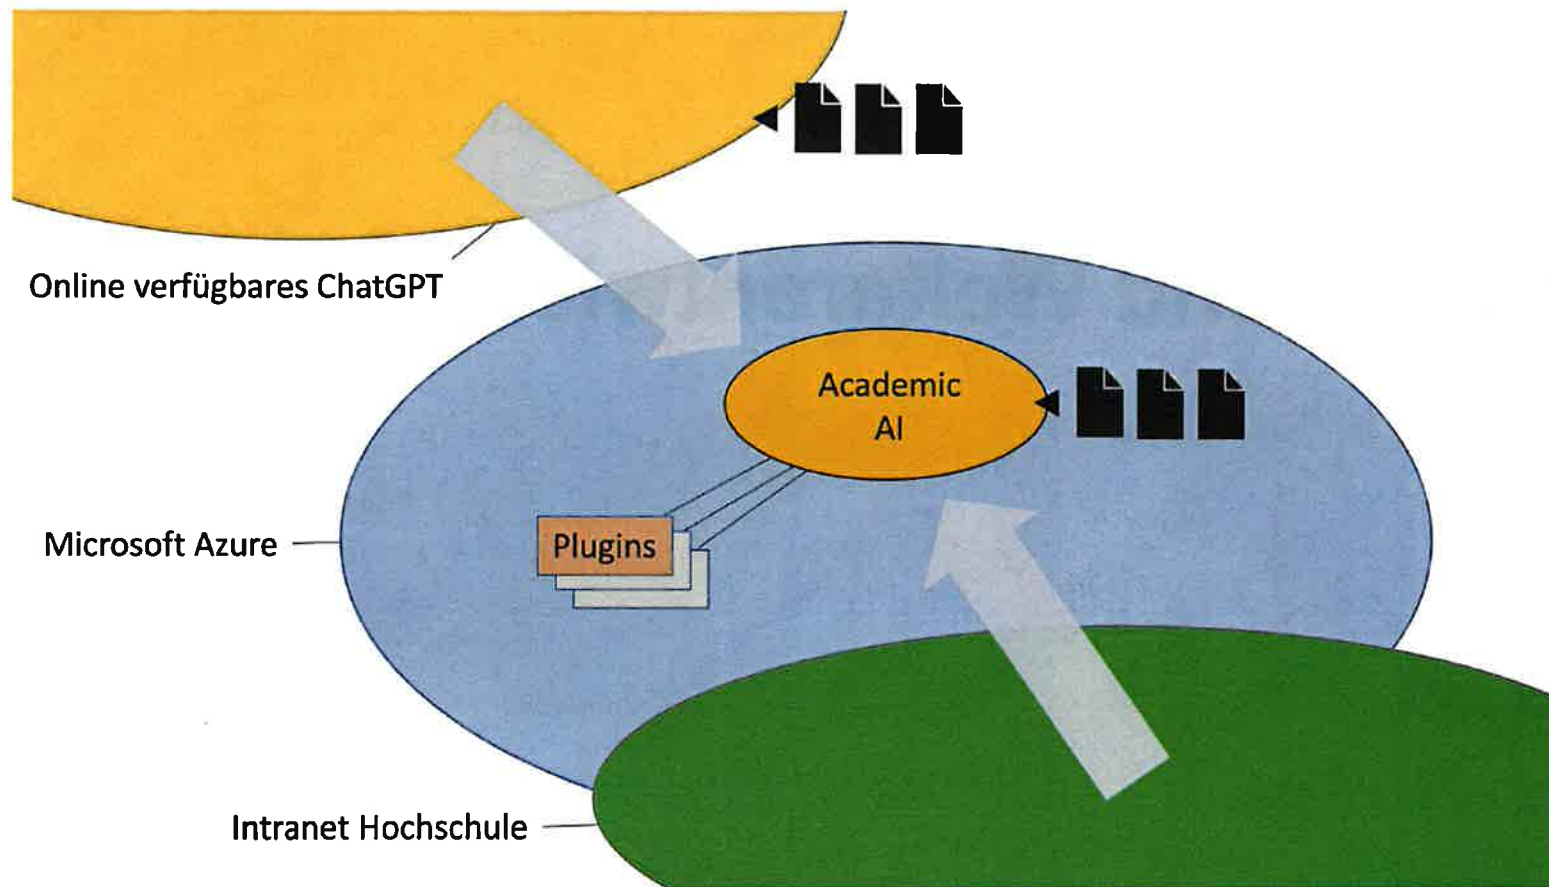 Online verfügbares ChatGPT
Academic
AI
Microsoft Azure
Plugins
Intranet Hochschule